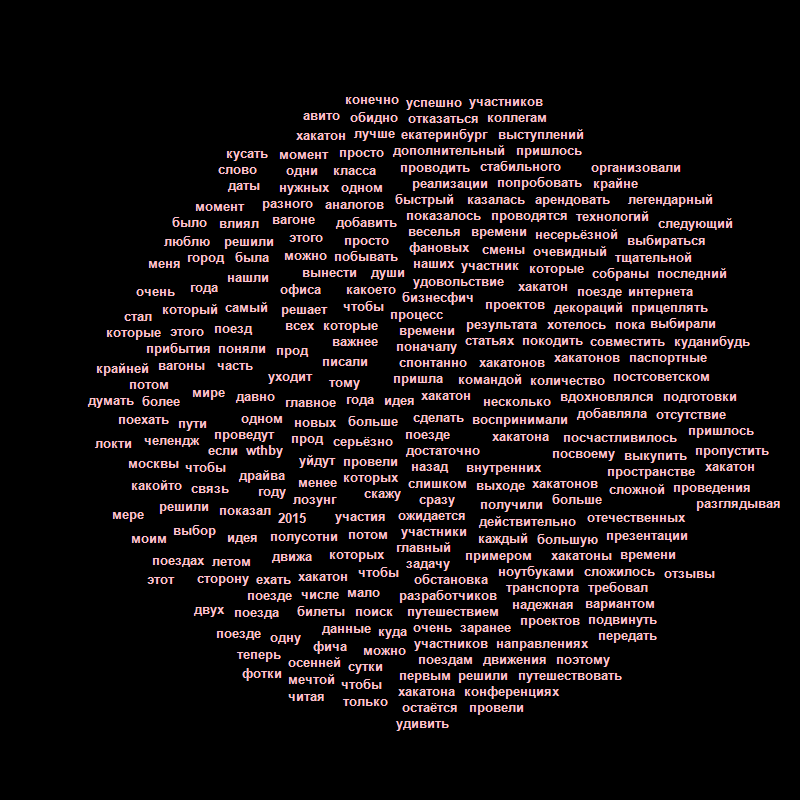 конечно успешно участников
авито обидно отказаться коллегам
хакатон лучше екатеринбург выступлений
кусать момент просто дополнительный пришлось
слово одни класса проводить стабильного организовали
даты нужных одном реализации попробовать крайне
момент разного аналогов быстрый казалась арендовать легендарный
было влиял вагоне добавить показалось проводятся технологий следующий
люблю решили этого просто веселья времени несерьёзной выбираться
меня город была можно побывать фановых смены очевидный тщательной
нашли вынести души наших участник которые собраны последний
очень года офиса какоето удовольствие хакатон поезде интернета
стал который самый решает чтобы бизнесфич проектов декораций прицеплять
которые этого поезд всех которые процесс времени результата хотелось пока выбирали
прибытия поняли прод важнее поначалу статьях покодить совместить куданибудь
крайней вагоны часть писали спонтанно хакатонов хакатонов паспортные
потом уходит тому пришла командой количество постсоветском
думать более мире давно главное года идея хакатон несколько вдохновлялся подготовки
поехать пути одном новых больше сделать воспринимали добавляла отсутствие
локти челендж проведут прод серьёзно поезде хакатона посчастливилось пришлось
если wthby достаточно посвоему выкупить пропустить
москвы чтобы уйдут провели назад внутренних пространстве хакатон
какойто связь драйва году менее которых слишком выходе хакатонов сложной проведения
решили показал лозунг скажу сразу получили больше разглядывая
мере 2015 участия ожидается действительно отечественных
моим выбор идея полусотни потом участники каждый большую презентации
поездах летом движа которых главный примером хакатоны времени
этот сторону ехать хакатон чтобы задачу обстановка ноутбуками сложилось отзывы
поезде числе мало разработчиков транспорта требовал
двух поезда билеты поиск путешествием надежная вариантом
поезде одну данные куда очень заранее проектов подвинуть
теперь фича можно участников направлениях передать
фотки осенней сутки поездам движения поэтому
мечтой чтобы первым решили путешествовать
читая только хакатона конференциях
остаётся провели
удивить